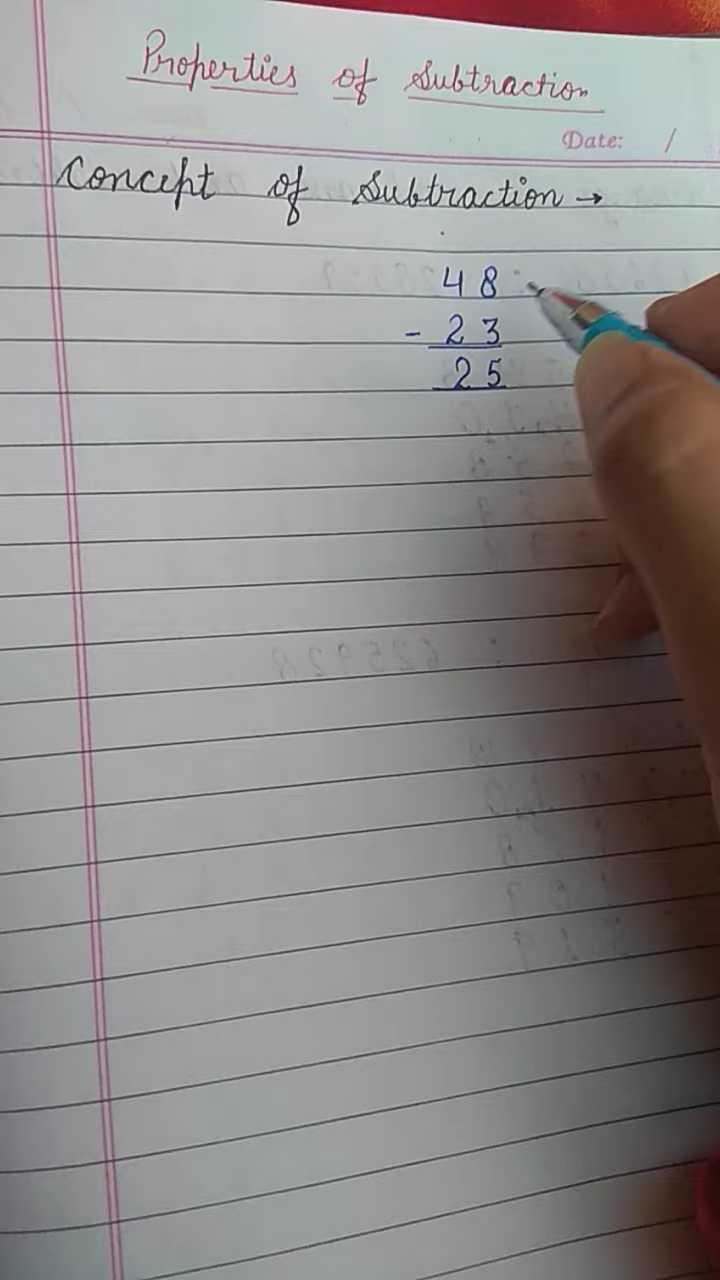 Properties of Subtraction
Date: /
Concept of Subtraction →
48
- 23
25